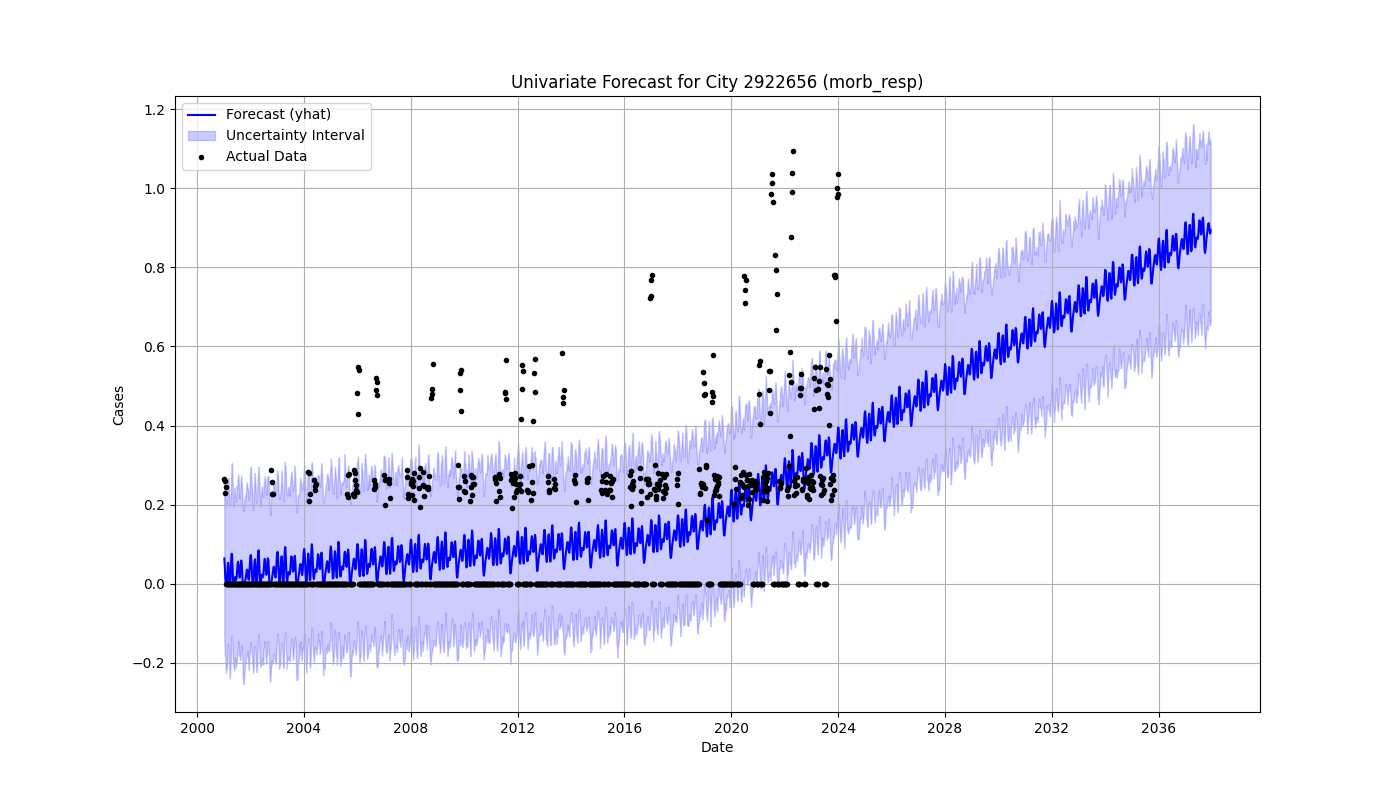 Univariate Forecast for City 2922656 (morb_resp)
Forecast (yhat)
Uncertainty Interval
Actual Data
Cases
1.2
1.0
0.8
0.6
0.4
0.2
0.0
−0.2
2000 2004 2008 2012 2016 2020 2024 2028 2032 2036
Date